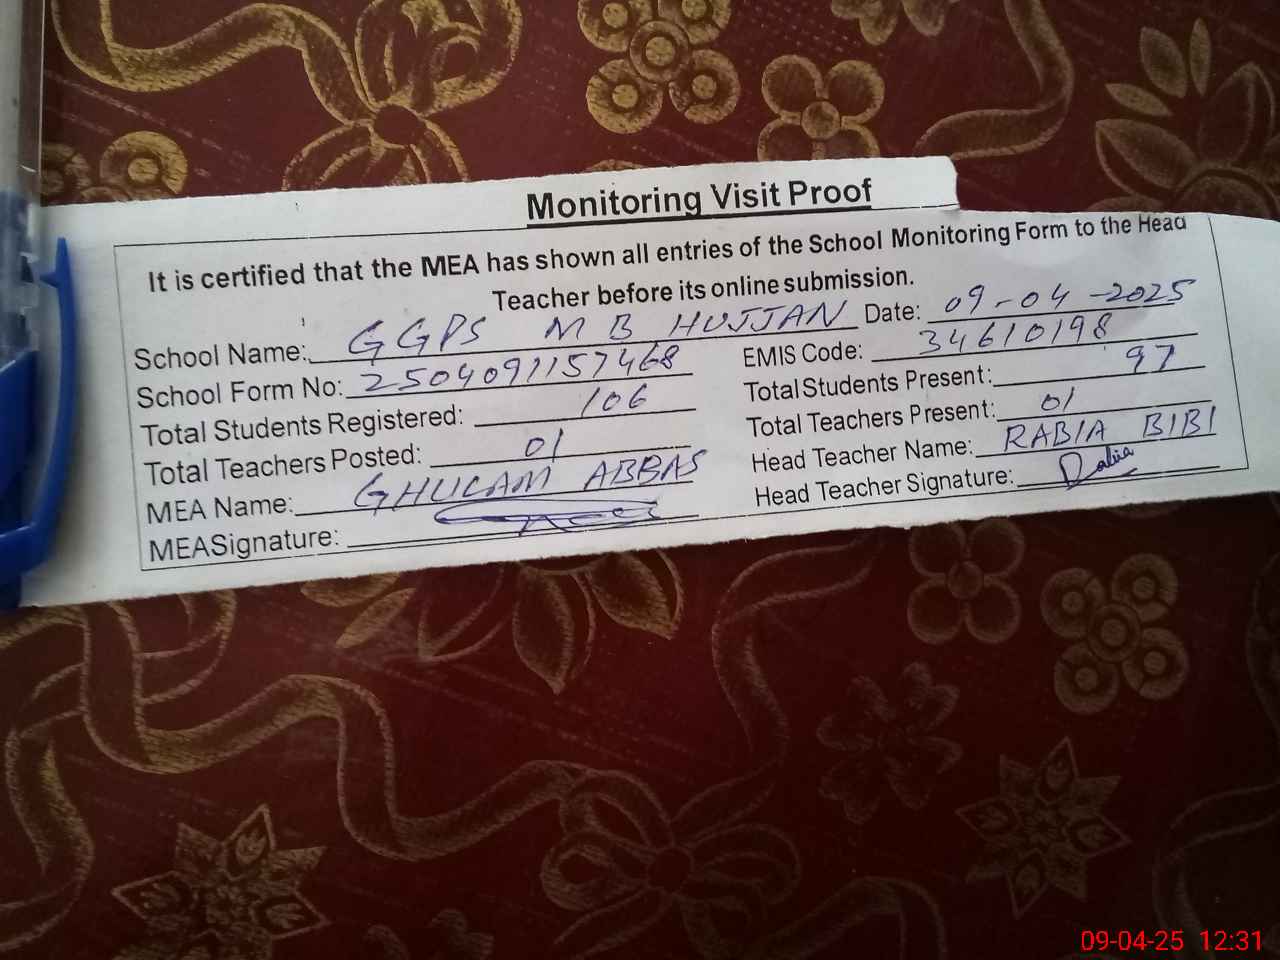 Monitoring Visit Proof
It is certified that the MEA has shown all entries of the School Monitoring Form to the Head
Teacher before its online submission.
School Name: GGPS M B HUJJAN Date: 09-04-2025
School Form No: 2504091157468 EMIS Code: 34610198
Total Students Registered: 106 Total Students Present: 97
Total Teachers Posted: 01 Total Teachers Present: 01
MEA Name: GHULAM ABBAS Head Teacher Name: RABIA BIBI
MEASignature: Head Teacher Signature: Rabia
09-04-25 12:31